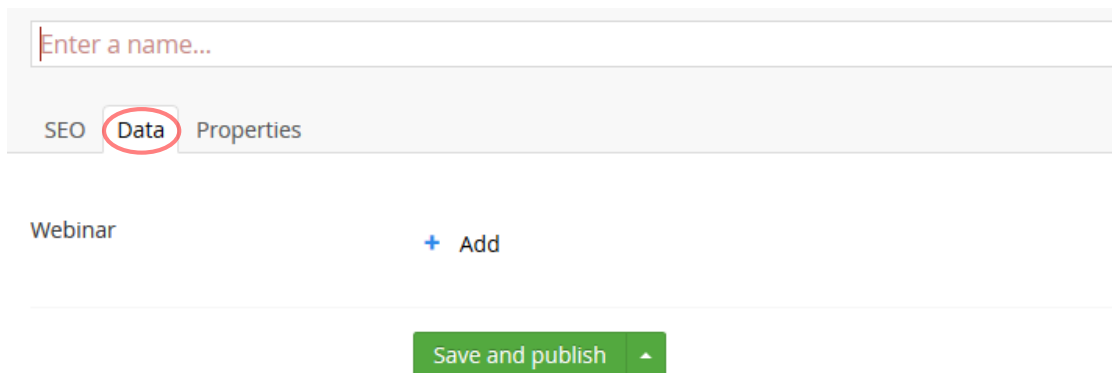 Enter a name...
SEO Data Properties
Webinar
+ Add
Save and publish